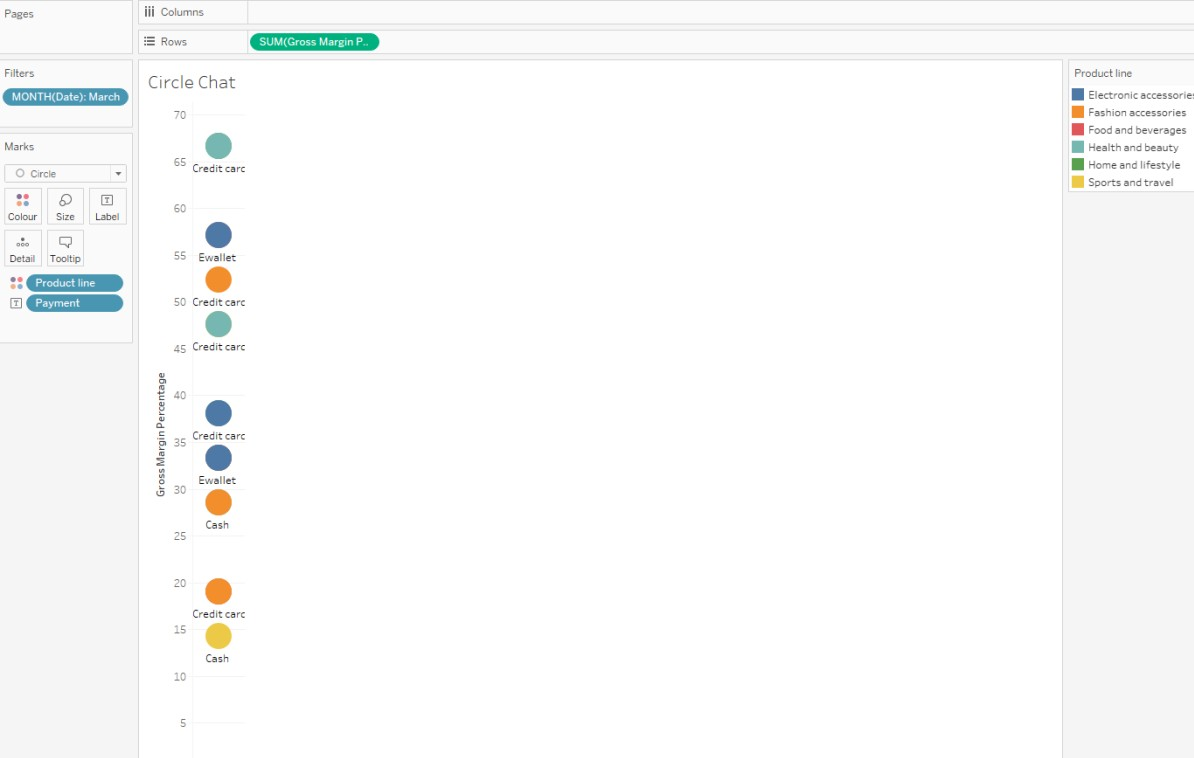 Pages
Columns
Rows
SUM(Gross Margin P..
Filters
MONTH(Date): March
Marks
Circle
Colour
Size
Label
Detail
Tooltip
Product line
Payment
Circle Chat
Gross Margin Percentage
70
65
60
55
50
45
40
35
30
25
20
15
10
5
Credit carc
Ewallet
Credit carc
Credit carc
Credit carc
Ewallet
Cash
Credit carc
Cash
Product line
Electronic accessories
Fashion accessories
Food and beverages
Health and beauty
Home and lifestyle
Sports and travel